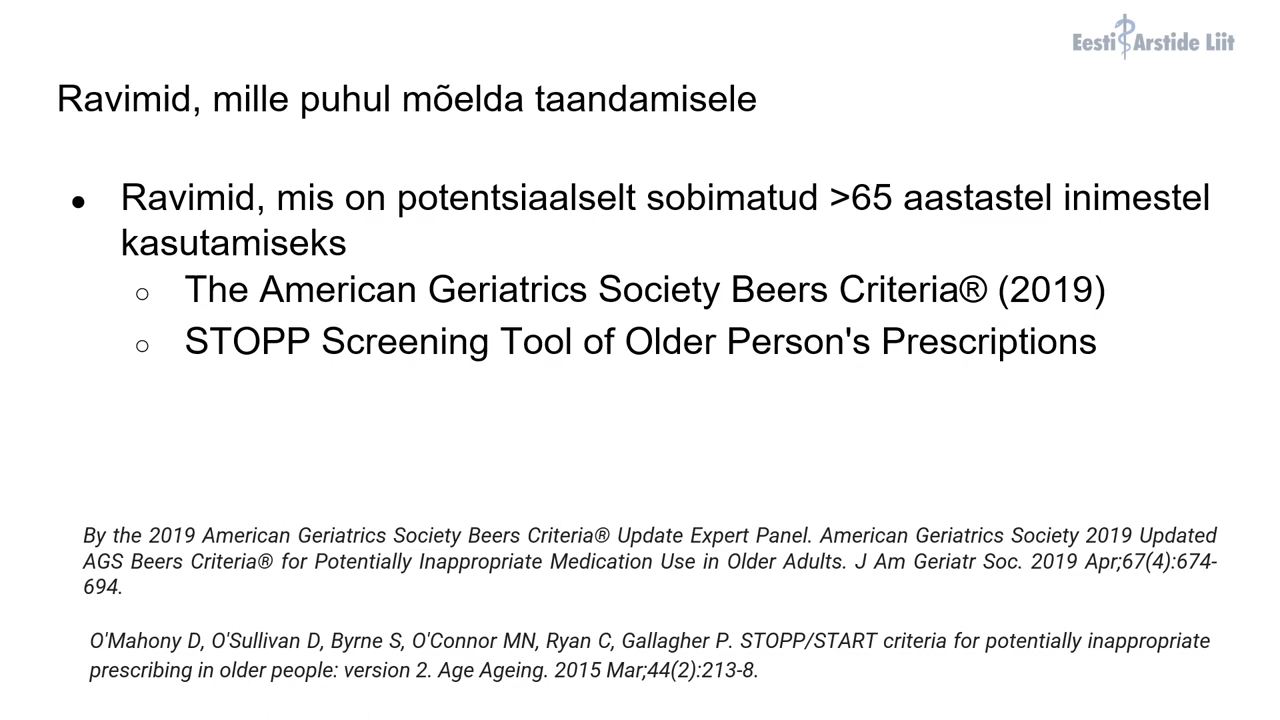 Eesti Arstide Liit
Ravimid, mille puhul mõelda taandamisele
● Ravimid, mis on potentsiaalselt sobimatud >65 aastastel inimestel
kasutamiseks
○ The American Geriatrics Society Beers Criteria® (2019)
○ STOPP Screening Tool of Older Person's Prescriptions
By the 2019 American Geriatrics Society Beers Criteria® Update Expert Panel. American Geriatrics Society 2019 Updated
AGS Beers Criteria® for Potentially Inappropriate Medication Use in Older Adults. J Am Geriatr Soc. 2019 Apr;67(4):674-
694.
O'Mahony D, O'Sullivan D, Byrne S, O'Connor MN, Ryan C, Gallagher P. STOPP/START criteria for potentially inappropriate
prescribing in older people: version 2. Age Ageing. 2015 Mar;44(2):213-8.